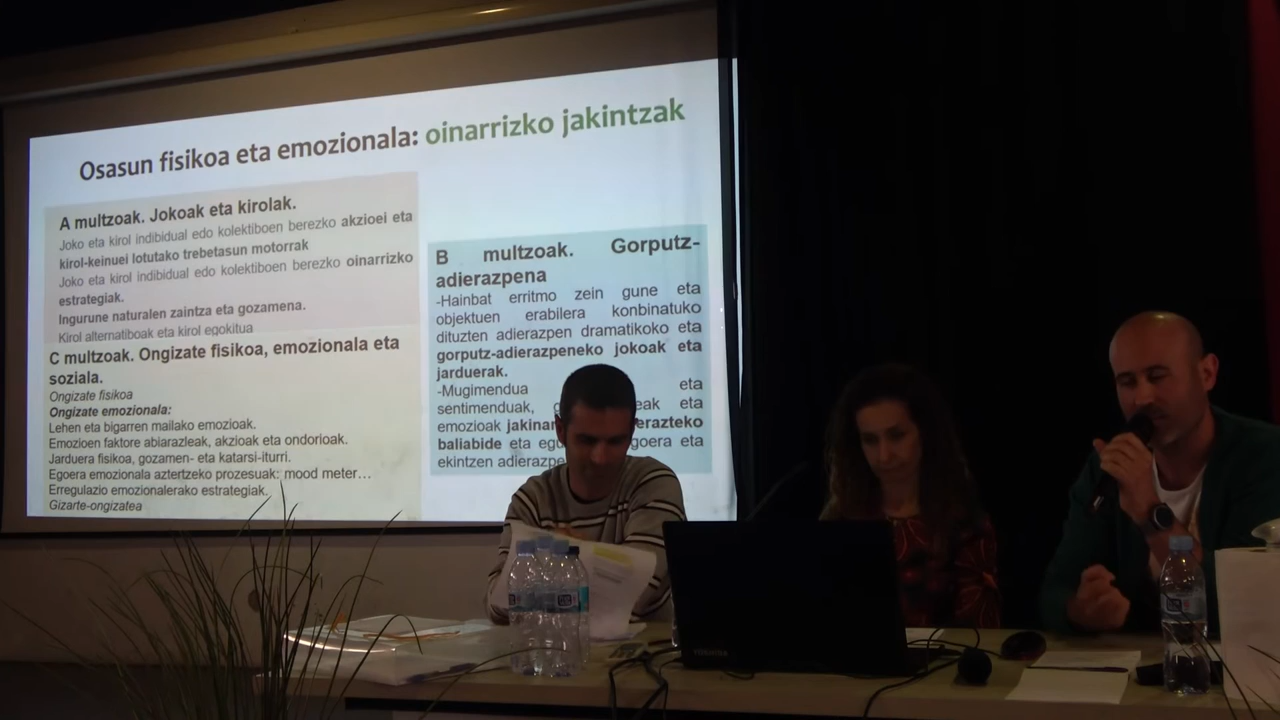 Osasun fisikoa eta emozionala: oinarrizko jakintzak
A multzoak. Jokoak eta kirolak.
Joko eta kirol indibidual edo kolektiboen berezko akzioei eta
kirol-keinuei lotutako trebetasun motorrak
Joko eta kirol indibidual edo kolektiboen berezko oinarrizko
estrategiak.
Ingurune naturalen zaintza eta gozamena.
Kirol alternatiboak eta kirol egokitua
C multzoak. Ongizate fisikoa, emozionala eta
soziala.
Ongizate fisikoa
Ongizate emozionala:
Lehen eta bigarren mailako emozioak.
Emozioen faktore abiarazleak, akzioak eta ondorioak.
Jarduera fisikoa, gozamen- eta katarsi-iturri.
Egoera emozionala aztertzeko prozesuak: mood meter…
Erregulazio emozionalerako estrategiak.
Gizarte-ongizatea
B multzoak. Gorputz-
adierazpena
-Hainbat erritmo zein gune eta
objektuen erabilera konbinatuko
dituzten adierazpen dramatikoko eta
gorputz-adierazpeneko jokoak eta
jarduerak.
-Mugimendua eta
sentimenduak, eta
emozioak
baliabide eta eta
ekintzen